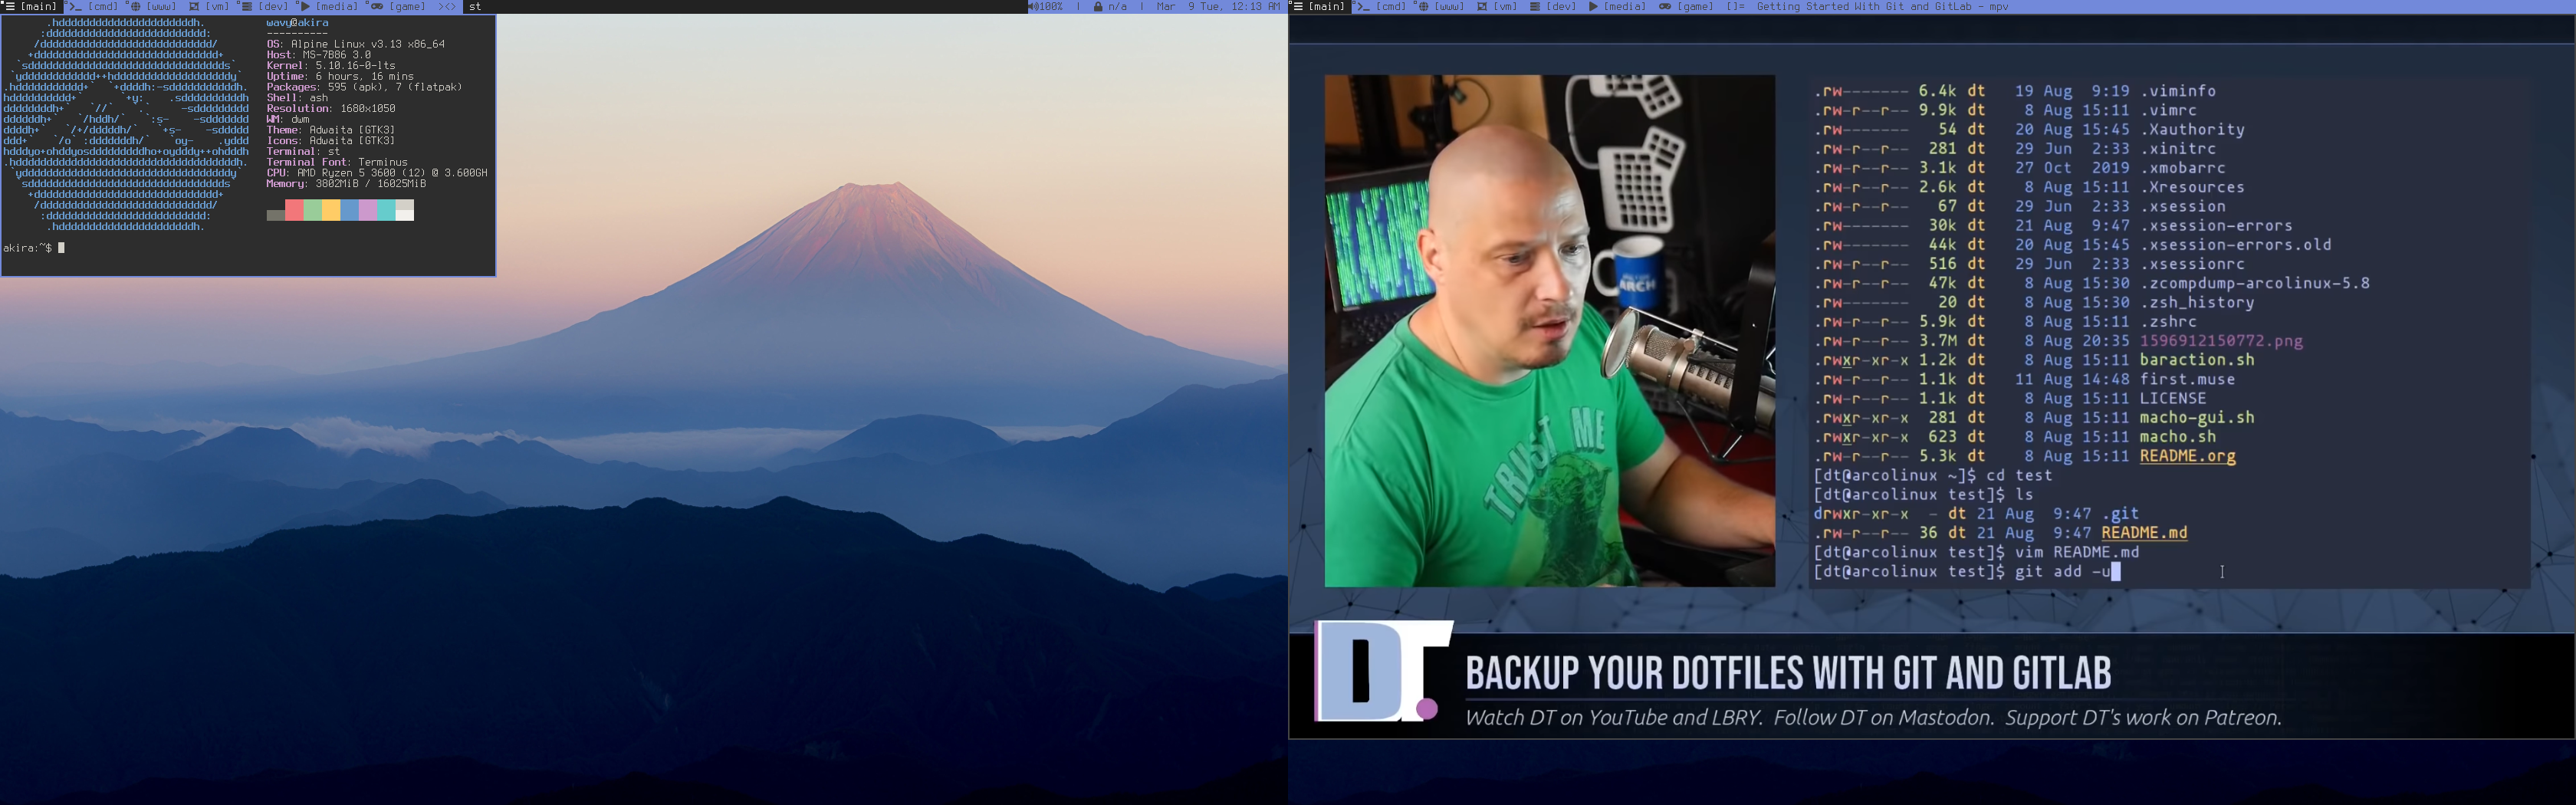 [main] >_ [cmd] [www] [vm] [dev] [media] [game] ><> st 100% | n/a | Mar 9 Tue, 12:13 AM
wavy@akira
----------
OS: Alpine Linux v3.13 x86_64
Host: MS-7B86 3.0
Kernel: 5.10.16-0-lts
Uptime: 6 hours, 16 mins
Packages: 595 (apk), 7 (flatpak)
Shell: ash
Resolution: 1680x1050
WM: dwm
Theme: Adwaita [GTK3]
Icons: Adwaita [GTK3]
Terminal: st
Terminal Font: Terminus
CPU: AMD Ryzen 5 3600 (12) @ 3.600GH
Memory: 3802MiB / 16025MiB
akira:~$
[main] >_ [cmd] [www] [vm] [dev] [media] [game] []= Getting Started With Git and GitLab - mpv
.rw------- 6.4k dt 19 Aug 9:19 .viminfo
.rw-r--r-- 9.9k dt 8 Aug 15:11 .vimrc
.rw------- 54 dt 20 Aug 15:45 .Xauthority
.rw-r--r-- 281 dt 29 Jun 2:33 .xinitrc
.rw-r--r-- 3.1k dt 27 Oct 2019 .xmobarrc
.rw-r--r-- 2.6k dt 8 Aug 15:11 .Xresources
.rw-r--r-- 67 dt 29 Jun 2:33 .xsession
.rw------- 30k dt 21 Aug 9:47 .xsession-errors
.rw------- 44k dt 20 Aug 15:45 .xsession-errors.old
.rw-r--r-- 516 dt 29 Jun 2:33 .xsessionrc
.rw-r--r-- 47k dt 8 Aug 15:30 .zcompdump-arcolinux-5.8
.rw------- 20 dt 8 Aug 15:30 .zsh_history
.rw-r--r-- 5.9k dt 8 Aug 15:11 .zshrc
.rw-r--r-- 3.7M dt 8 Aug 20:35 1596912150772.png
.rwxr-xr-x 1.2k dt 8 Aug 15:11 baraction.sh
.rw-r--r-- 1.1k dt 11 Aug 14:48 first.muse
.rw-r--r-- 1.1k dt 8 Aug 15:11 LICENSE
.rwxr-xr-x 281 dt 8 Aug 15:11 macho-gui.sh
.rwxr-xr-x 623 dt 8 Aug 15:11 macho.sh
.rw-r--r-- 5.3k dt 8 Aug 15:11 README.org
[dt@arcolinux ~]$ cd test
[dt@arcolinux test]$ ls
drwxr-xr-x - dt 21 Aug 9:47 .git
.rw-r--r-- 36 dt 21 Aug 9:47 README.md
[dt@arcolinux test]$ vim README.md
[dt@arcolinux test]$ git add -u
ARCH
TRUST ME
DT.
BACKUP YOUR DOTFILES WITH GIT AND GITLAB
Watch DT on YouTube and LBRY. Follow DT on Mastodon. Support DT's work on Patreon.